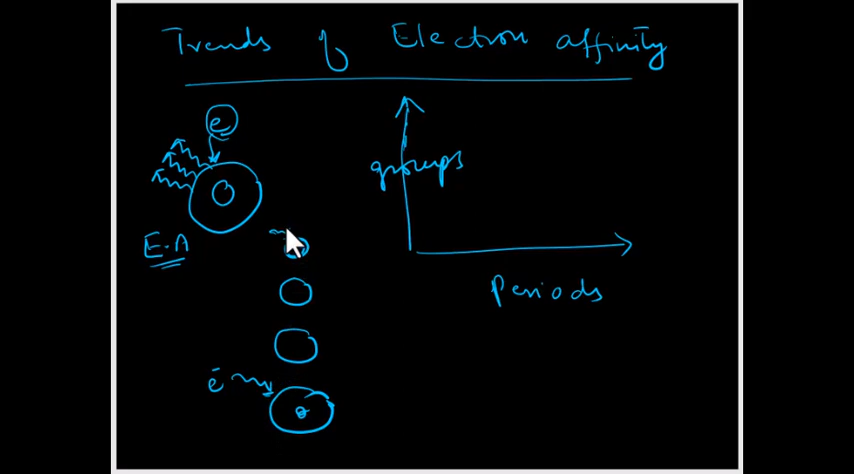 Trends of Electron affinity
e
groups
E.A
Periods
e